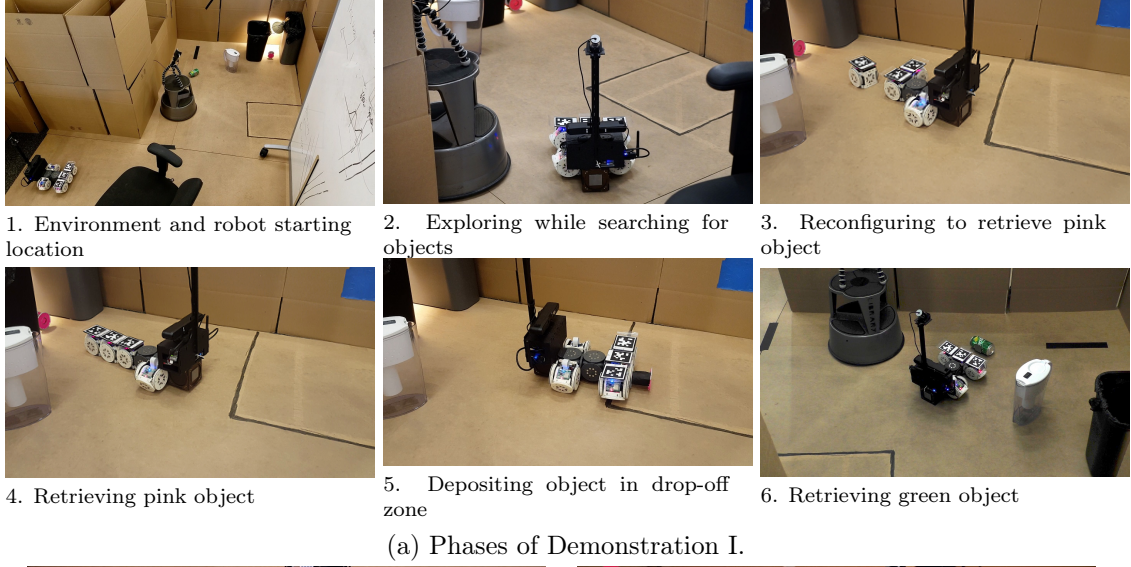 1. Environment and robot starting
location
2. Exploring while searching for
objects
3. Reconfiguring to retrieve pink
object
4. Retrieving pink object
5. Depositing object in drop-off
zone
6. Retrieving green object
(a) Phases of Demonstration I.